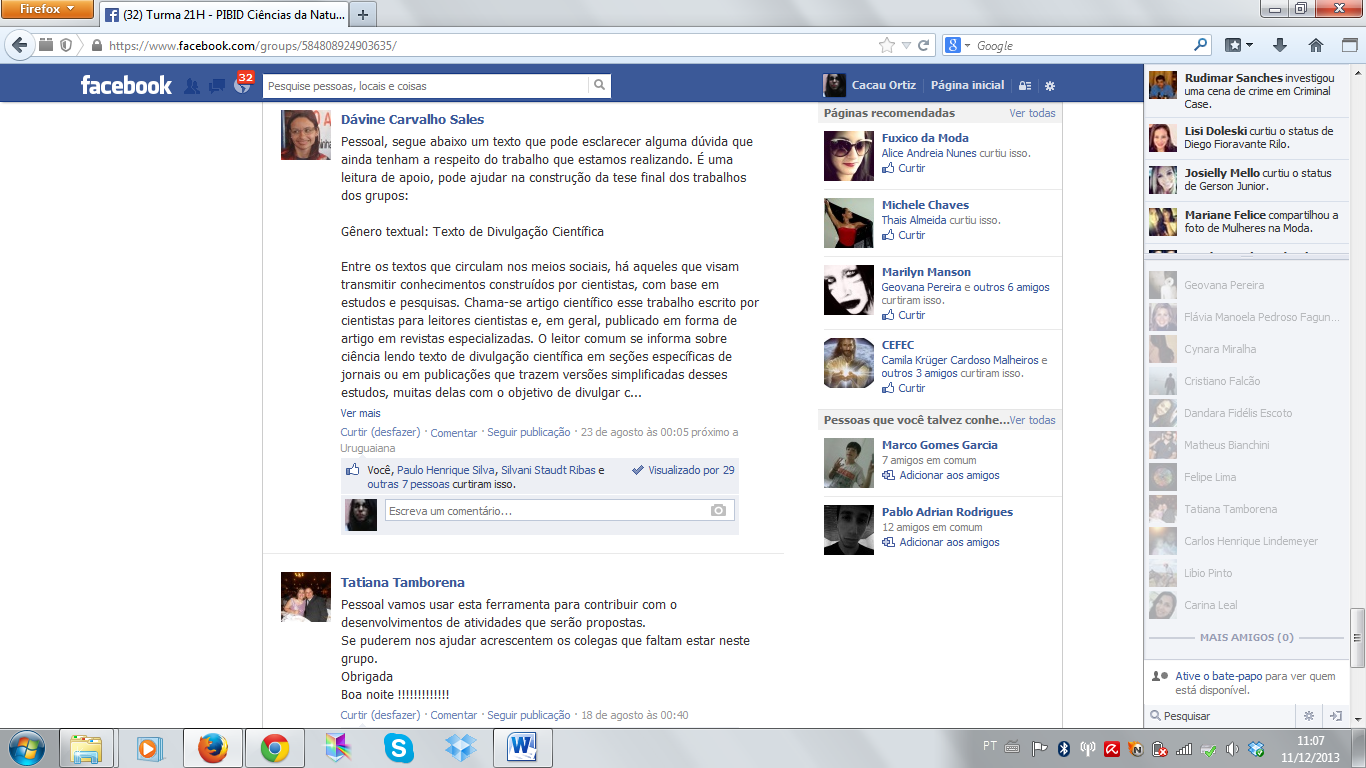 Firefox
(32) Turma 21H - PIBID Ciências da Natu...
https://www.facebook.com/groups/584808924903635/
Google
facebook
32
Pesquise pessoas, locais e coisas
Cacau Ortiz
Página inicial
Dávine Carvalho Sales
Pessoal, segue abaixo um texto que pode esclarecer alguma dúvida que
ainda tenham a respeito do trabalho que estamos realizando. É uma
leitura de apoio, pode ajudar na construção da tese final dos trabalhos
dos grupos:
Gênero textual: Texto de Divulgação Científica
Entre os textos que circulam nos meios sociais, há aqueles que visam
transmitir conhecimentos construídos por cientistas, com base em
estudos e pesquisas. Chama-se artigo científico esse trabalho escrito por
cientistas para leitores cientistas e, em geral, publicado em forma de
artigo em revistas especializadas. O leitor comum se informa sobre
ciência lendo texto de divulgação científica em seções específicas de
jornais ou em publicações que trazem versões simplificadas desses
estudos, muitas delas com o objetivo de divulgar c...
Ver mais
Curtir (desfazer) · Comentar · Seguir publicação · 23 de agosto às 00:05 próximo a
Uruguaiana
Você, Paulo Henrique Silva, Silvani Staudt Ribas e
outras 7 pessoas curtiram isso.
Visualizado por 29
Escreva um comentário...
Tatiana Tamborena
Pessoal vamos usar esta ferramenta para contribuir com o
desenvolvimentos de atividades que serão propostas.
Se puderem nos ajudar acrescentem os colegas que faltam estar neste
grupo.
Obrigada
Boa noite !!!!!!!!!!!!!
Curtir (desfazer) · Comentar · Seguir publicação · 18 de agosto às 00:40
Páginas recomendadas
Ver todas
Fuxico da Moda
Alice Andreia Nunes curtiu isso.
Curtir
Michele Chaves
Thais Almeida curtiu isso.
Curtir
Marilyn Manson
Geovana Pereira e outros 6 amigos
curtiram isso.
Curtir
CEFEC
Camila Krüger Cardoso Malheiros e
outros 3 amigos curtiram isso.
Curtir
Pessoas que você talvez conhe...
Ver todas
Marco Gomes Garcia
7 amigos em comum
Adicionar aos amigos
Pablo Adrian Rodrigues
12 amigos em comum
Adicionar aos amigos
Rudimar Sanches investigou
uma cena de crime em Criminal
Case.
Lisi Doleski curtiu o status de
Diego Fioravante Rilo.
Josielly Mello curtiu o status
de Gerson Junior.
Mariane Felice compartilhou a
foto de Mulheres na Moda.
Geovana Pereira
Flávia Manoela Pedroso Fagun...
Cynara Miralha
Cristiano Falcão
Dandara Fidélis Escoto
Matheus Bianchini
Felipe Lima
Tatiana Tamborena
Carlos Henrique Lindemeyer
Libio Pinto
Carina Leal
MAIS AMIGOS (0)
Ative o bate-papo para ver quem
está disponível.
Pesquisar
PT
11:07
11/12/2013